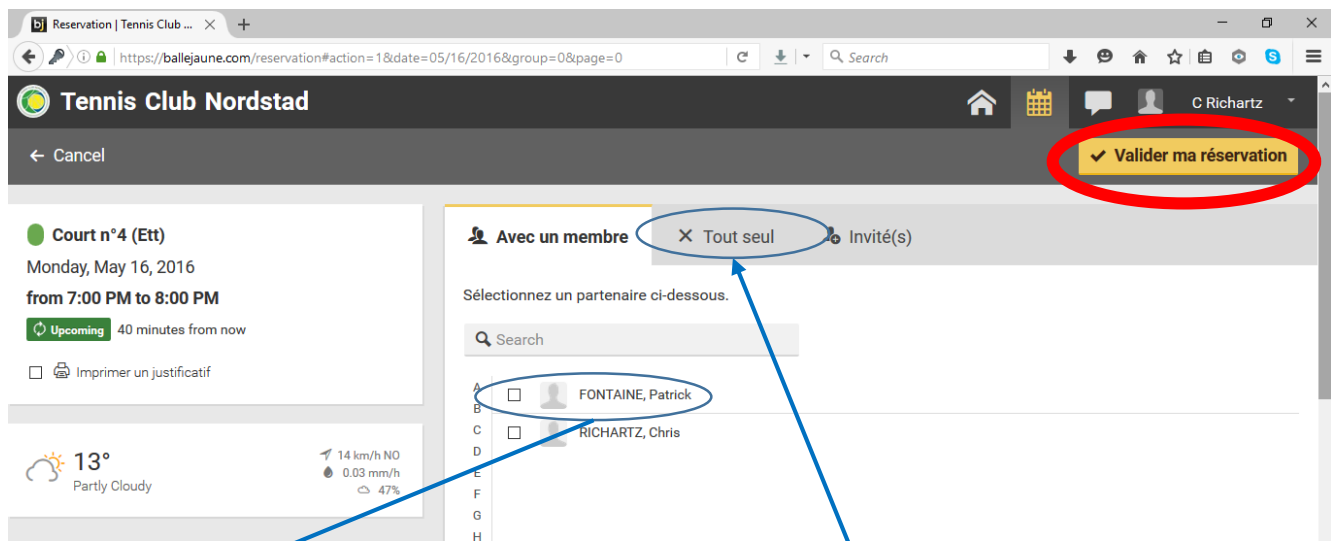 bj Reservation | Tennis Club ... × +
https://ballejaune.com/reservation#action=1&date=05/16/2016&group=0&page=0
Search
Tennis Club Nordstad
C Richartz
← Cancel
✔ Valider ma réservation
Court n°4 (Ett)
Monday, May 16, 2016
from 7:00 PM to 8:00 PM
Upcoming 40 minutes from now
Imprimer un justificatif
13°
Partly Cloudy
14 km/h NO
0.03 mm/h
47%
Avec un membre
Tout seul
Invité(s)
Sélectionnez un partenaire ci-dessous.
Search
A
B
C
D
E
F
G
H
FONTAINE, Patrick
RICHARTZ, Chris